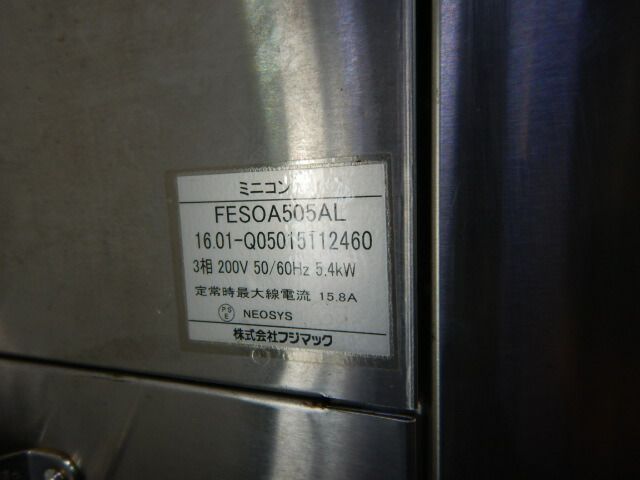 ミニコン
FESOA505AL
16.01-Q05015112460
3相 200V 50/60Hz 5.4kW
定常時最大線電流 15.8A
PS
E NEOSYS
株式会社フジマック